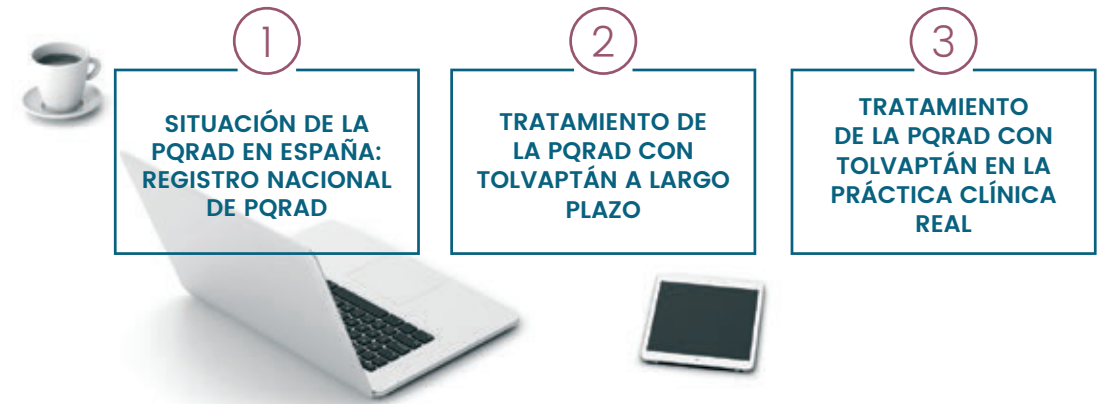 1
SITUACIÓN DE LA
PQRAD EN ESPAÑA:
REGISTRO NACIONAL
DE PQRAD
2
TRATAMIENTO DE
LA PQRAD CON
TOLVAPTÁN A LARGO
PLAZO
3
TRATAMIENTO
DE LA PQRAD CON
TOLVAPTÁN EN LA
PRÁCTICA CLÍNICA
REAL